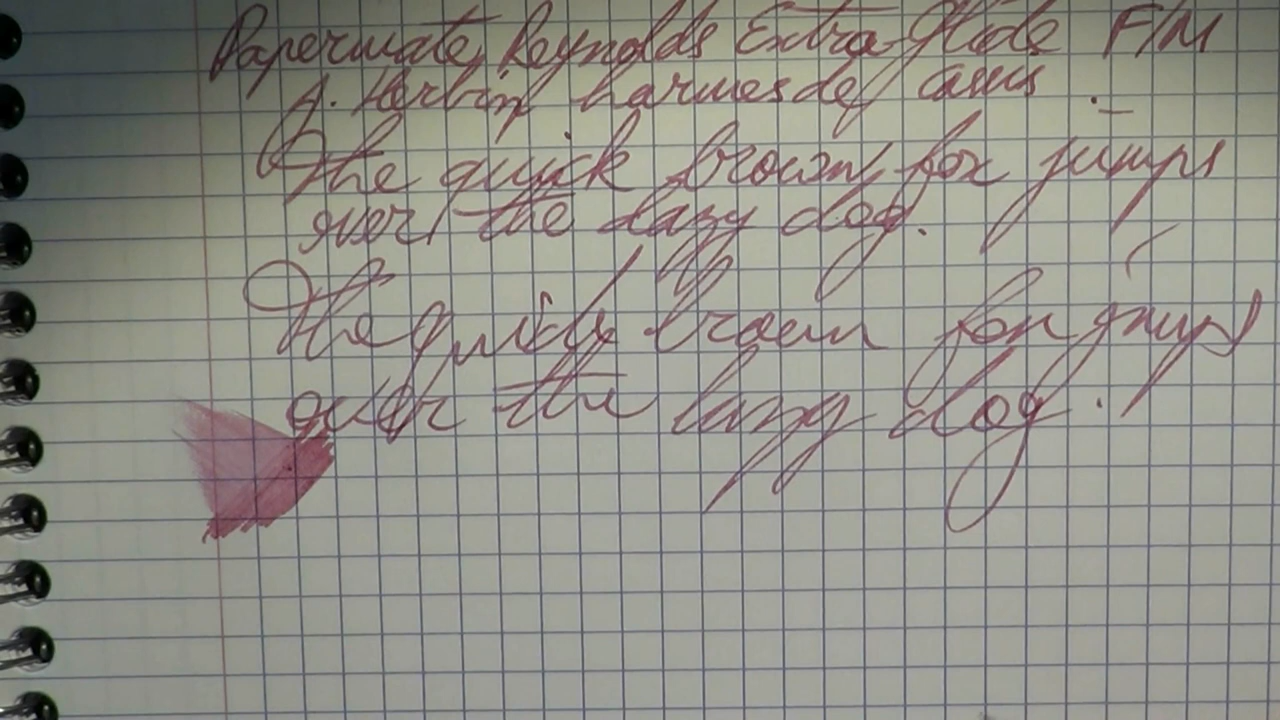 Papermate Reynolds Extra-Glide F/M
J. Herbin larmes de cassis.
The quick brown fox jumps
over the lazy dog.
The quick brown fox jumps
over the lazy dog.